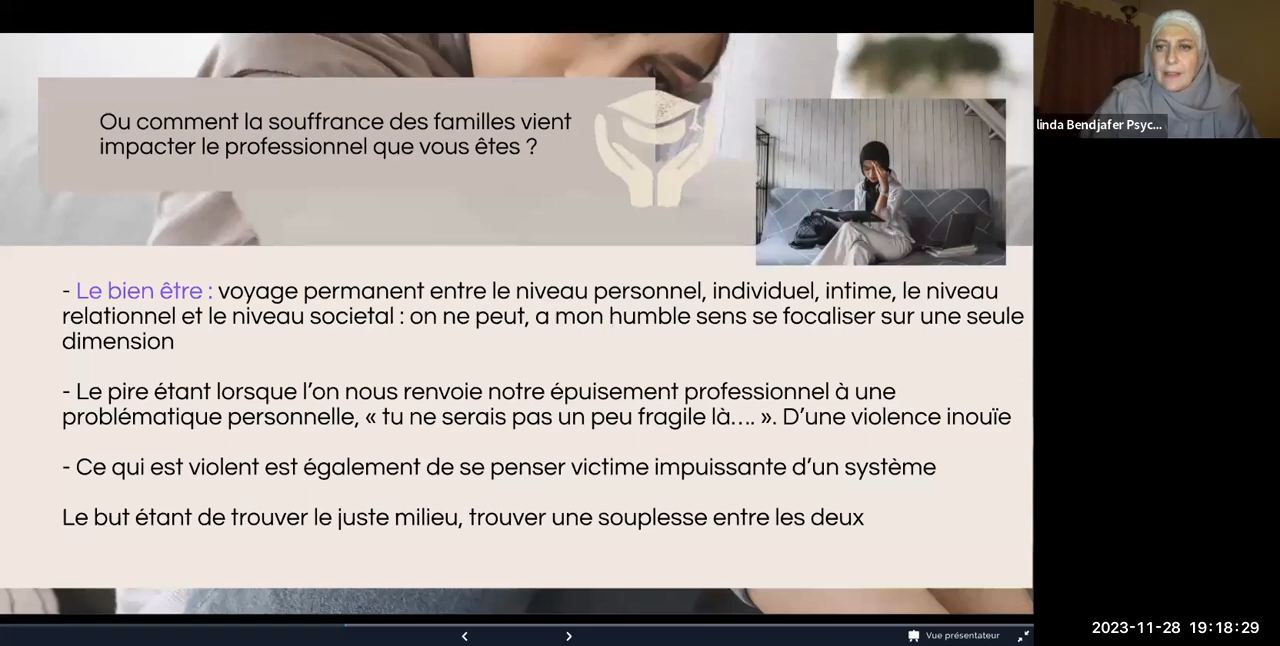 Ou comment la souffrance des familles vient
impacter le professionnel que vous êtes ?
linda Bendjafer Psyc...
- Le bien être : voyage permanent entre le niveau personnel, individuel, intime, le niveau
relationnel et le niveau societal : on ne peut, a mon humble sens se focaliser sur une seule
dimension
- Le pire étant lorsque l’on nous renvoie notre épuisement professionnel à une
problématique personnelle, « tu ne serais pas un peu fragile là.... ». D’une violence inouïe
- Ce qui est violent est également de se penser victime impuissante d’un système
Le but étant de trouver le juste milieu, trouver une souplesse entre les deux
Vue présentateur
2023-11-28 19:18:29